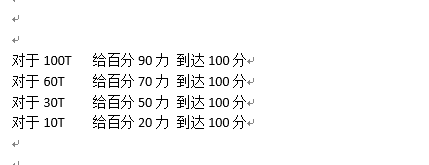 对于 100T 给百分 90 力 到达 100 分
对于 60T 给百分 70 力 到达 100 分
对于 30T 给百分 50 力 到达 100 分
对于 10T 给百分 20 力 到达 100 分